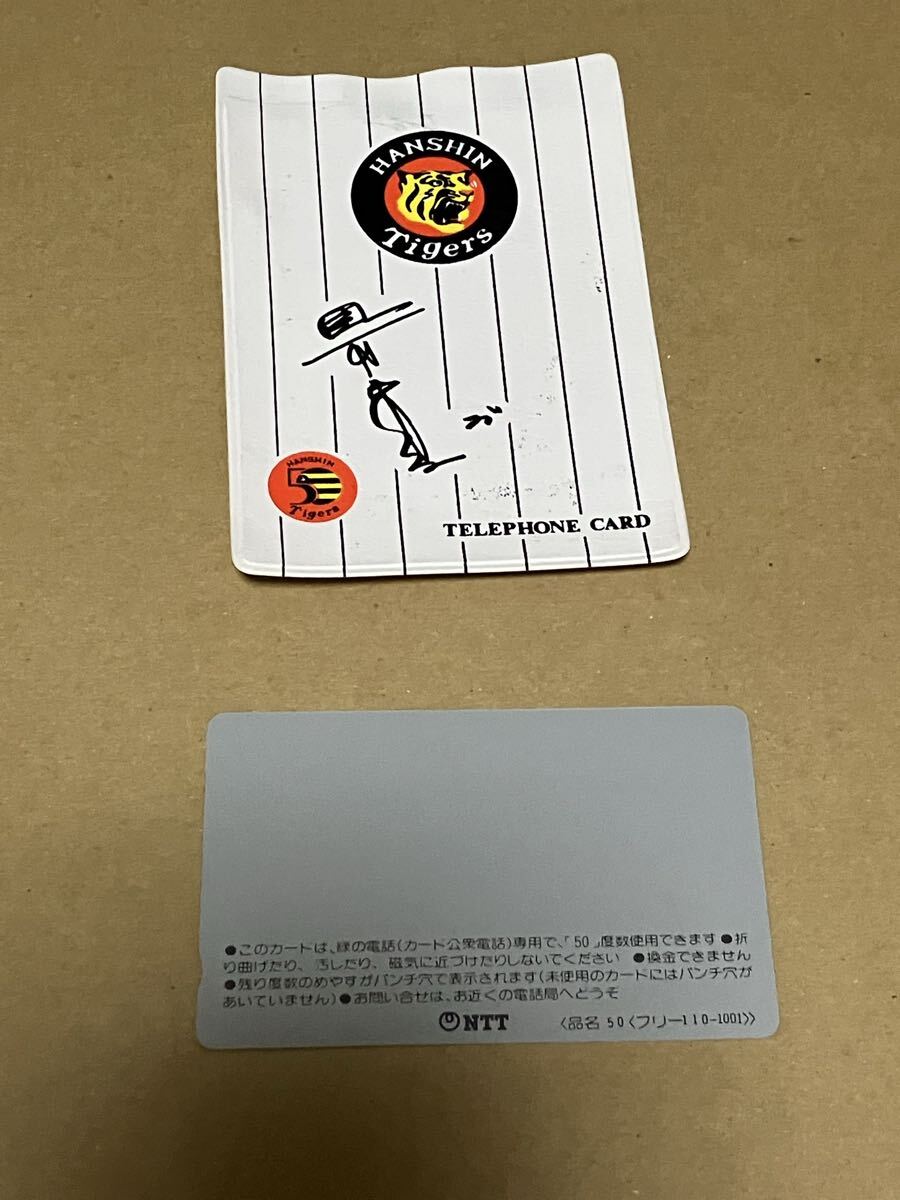 HANSHIN
Tigers
HANSHIN
50
Tigers
TELEPHONE CARD
●このカードは、緑の電話(カード公衆電話)専用で、「50」度数使用できます ●折
り曲げたり、汚したり、磁気に近づけたりしないでください ●換金できません
●残り度数のめやすがパンチ穴で表示されます(未使用のカードにはパンチ穴が
あいていません)●お問い合せは、お近くの電話局へどうぞ
NTT 〈品名 50〈フリー110-1001〉〉